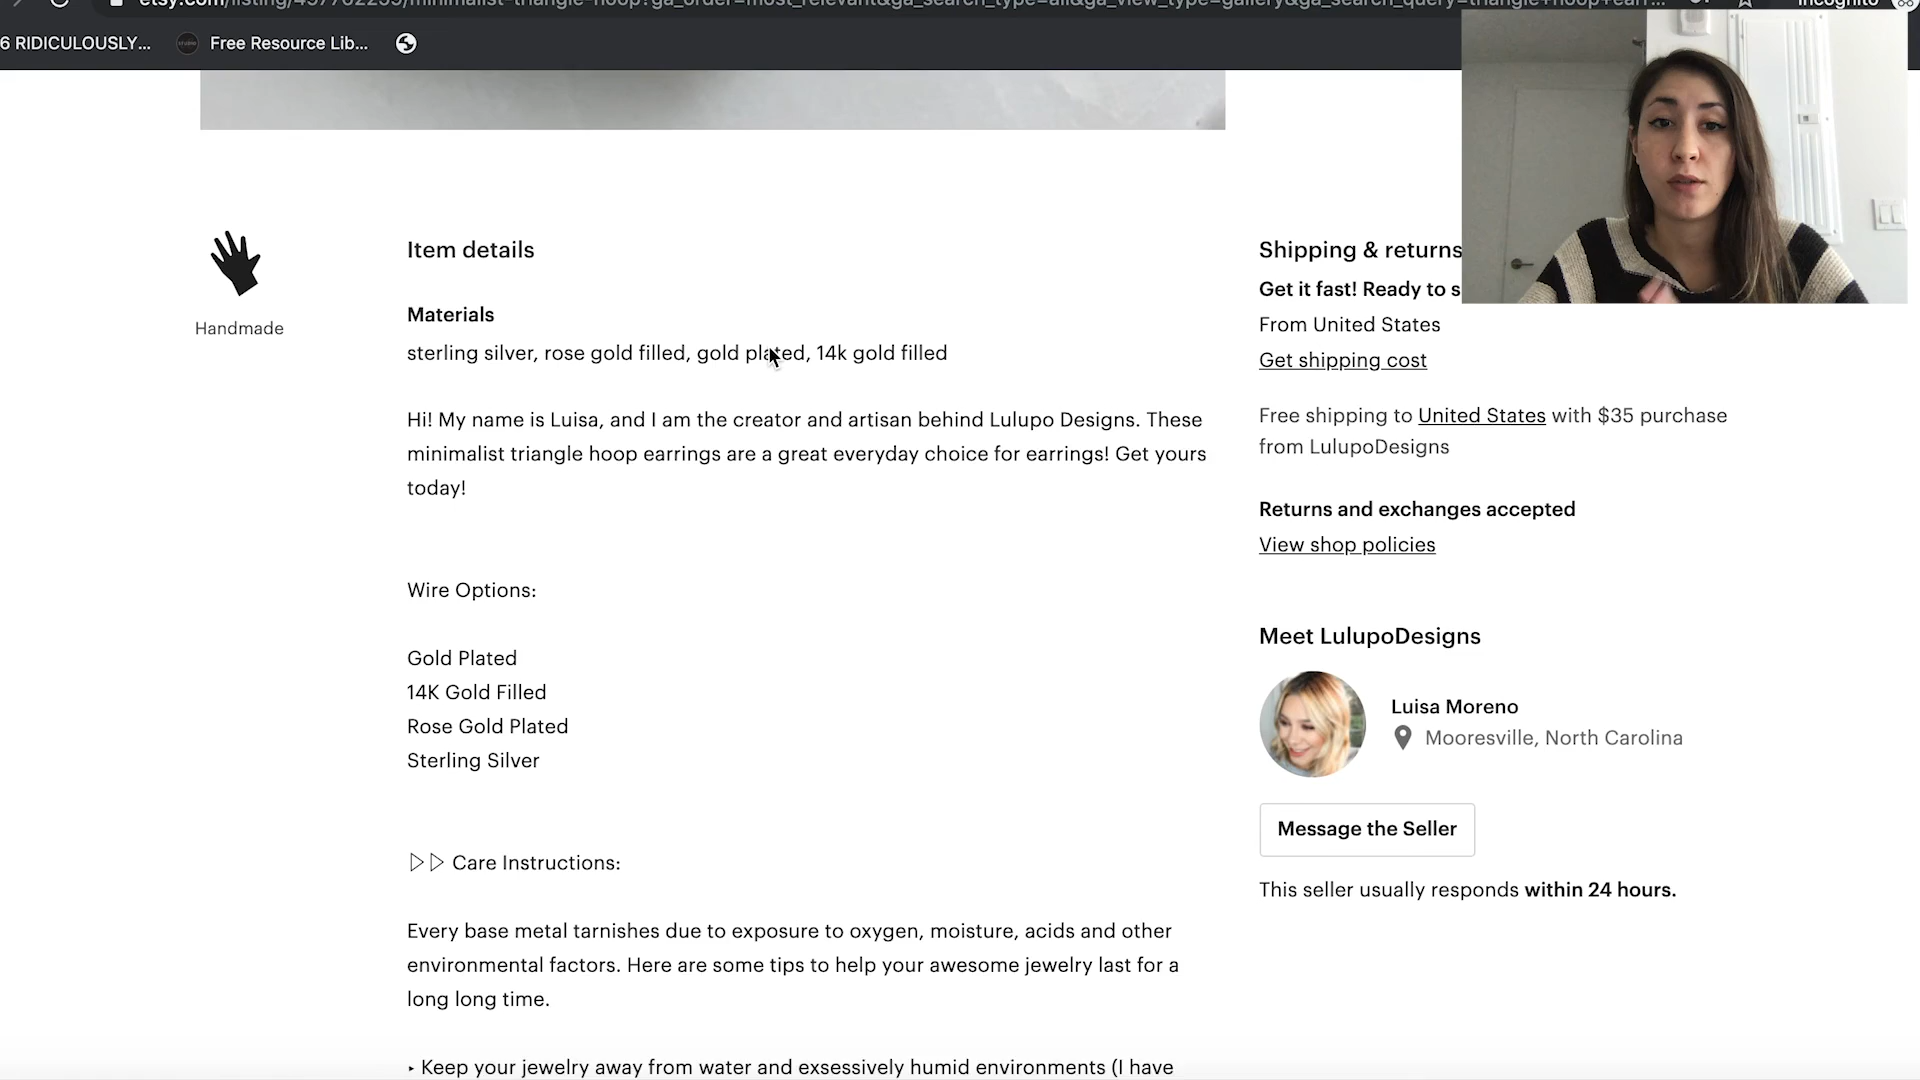 6 RIDICULOUSLY...
Free Resource Lib...
Handmade
Item details
Materials
sterling silver, rose gold filled, gold plated, 14k gold filled
Hi! My name is Luisa, and I am the creator and artisan behind Lulupo Designs. These
minimalist triangle hoop earrings are a great everyday choice for earrings! Get yours
today!
Wire Options:
Gold Plated
14K Gold Filled
Rose Gold Plated
Sterling Silver
▷▷ Care Instructions:
Every base metal tarnishes due to exposure to oxygen, moisture, acids and other
environmental factors. Here are some tips to help your awesome jewelry last for a
long long time.
‣ Keep your jewelry away from water and exsessively humid environments (I have
Shipping & returns
Get it fast! Ready to s
From United States
Get shipping cost
Free shipping to United States with $35 purchase
from LulupoDesigns
Returns and exchanges accepted
View shop policies
Meet LulupoDesigns
Luisa Moreno
Mooresville, North Carolina
Message the Seller
This seller usually responds within 24 hours.